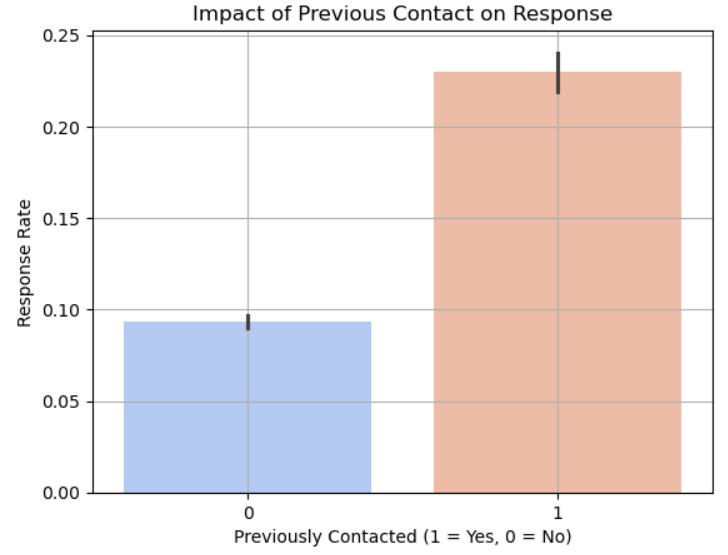 Impact of Previous Contact on Response
0.25
0.20
0.15
0.10
0.05
0.00
Response Rate
0
1
Previously Contacted (1 = Yes, 0 = No)